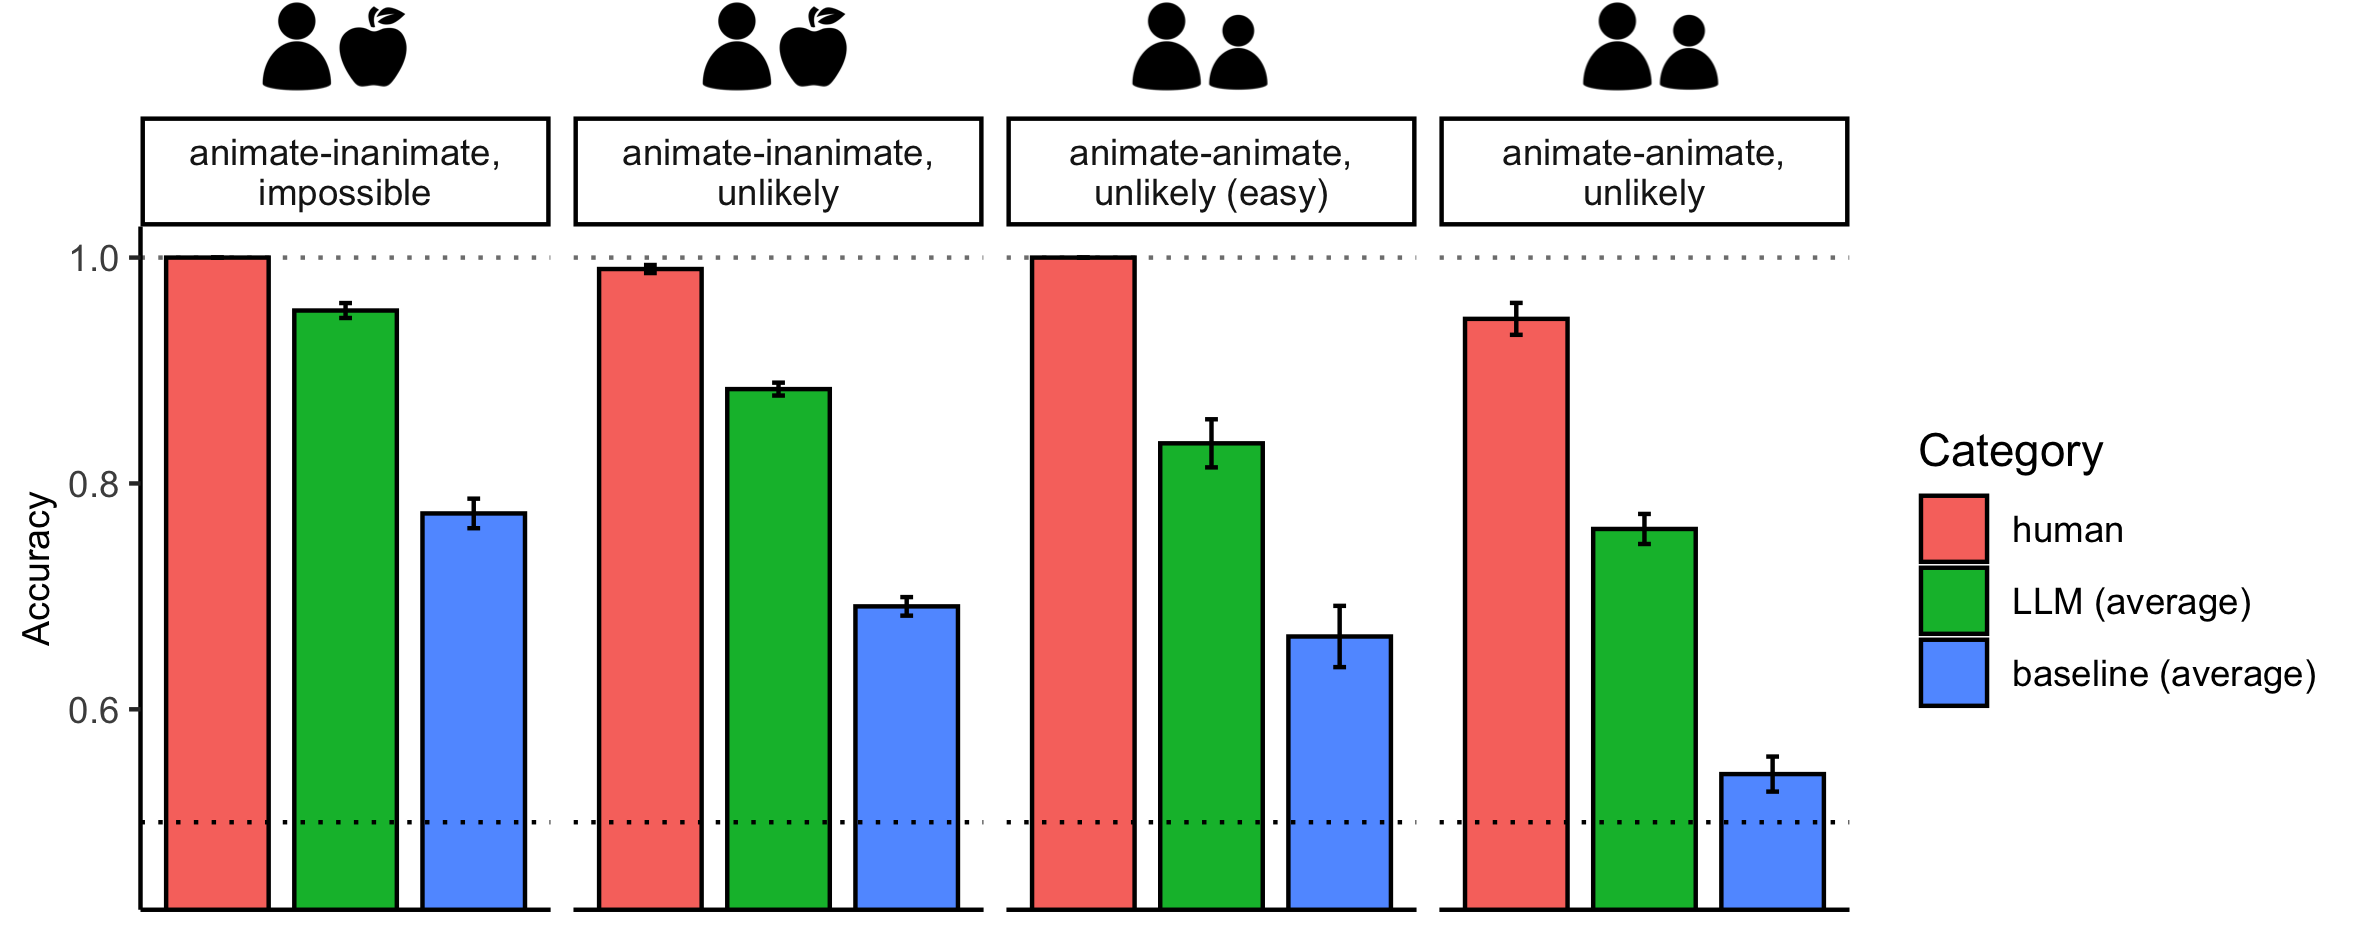 animate-inanimate,
impossible
animate-inanimate,
unlikely
animate-animate,
unlikely (easy)
animate-animate,
unlikely
1.0
0.8
0.6
Accuracy
Category
human
LLM (average)
baseline (average)